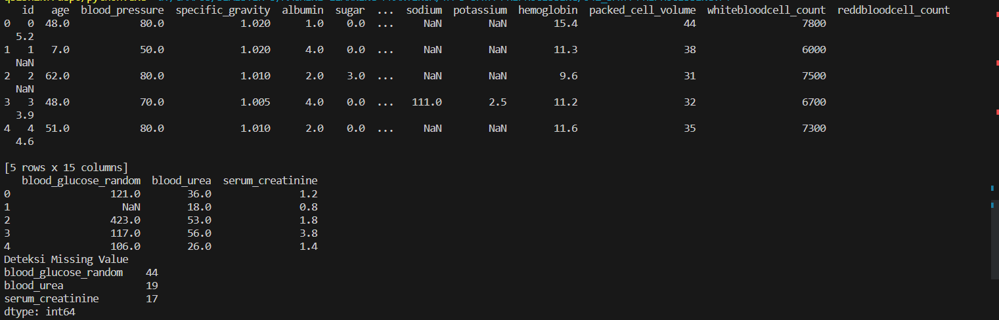 id age blood_pressure specific_gravity albumin sugar ... sodium potassium hemoglobin packed_cell_volume whitebloodcell_count reddbloodcell_count
0 0 48.0 80.0 1.020 1.0 0.0 ... NaN NaN 15.4 44 7800
5.2
1 1 7.0 50.0 1.020 4.0 0.0 ... NaN NaN 11.3 38 6000
NaN
2 2 62.0 80.0 1.010 2.0 3.0 ... NaN NaN 9.6 31 7500
NaN
3 3 48.0 70.0 1.005 4.0 0.0 ... 111.0 2.5 11.2 32 6700
3.9
4 4 51.0 80.0 1.010 2.0 0.0 ... NaN NaN 11.6 35 7300
4.6
[5 rows x 15 columns]
blood_glucose_random blood_urea serum_creatinine
0 121.0 36.0 1.2
1 NaN 18.0 0.8
2 423.0 53.0 1.8
3 117.0 56.0 3.8
4 106.0 26.0 1.4
Deteksi Missing Value
blood_glucose_random 44
blood_urea 19
serum_creatinine 17
dtype: int64